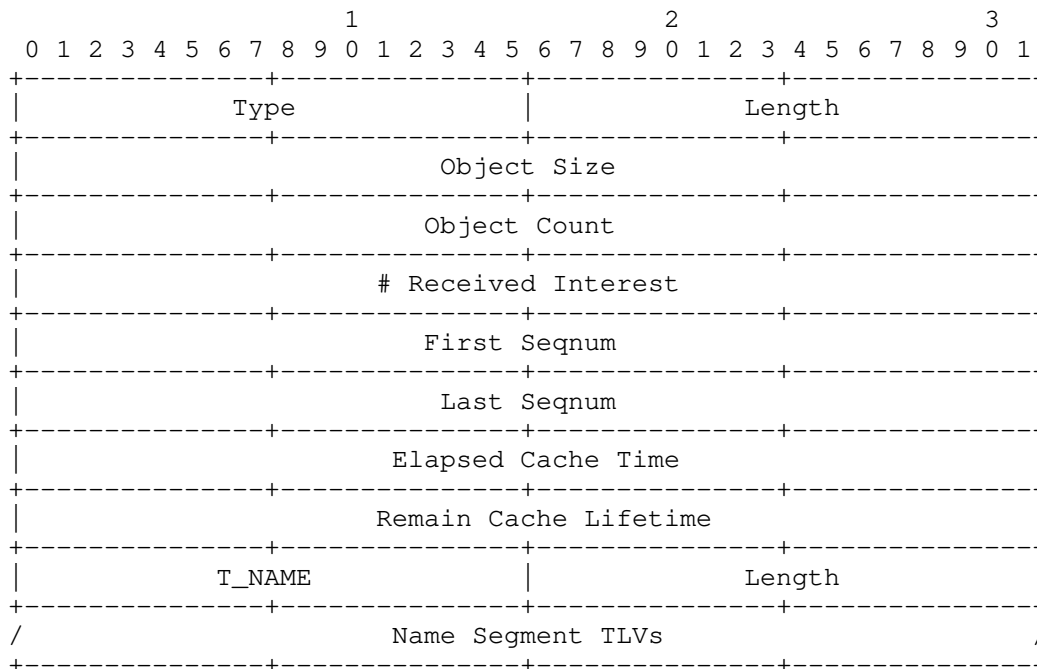 1                   2                   3
 0 1 2 3 4 5 6 7 8 9 0 1 2 3 4 5 6 7 8 9 0 1 2 3 4 5 6 7 8 9 0 1
+---------------+---------------+---------------+---------------
|             Type              |             Length
+---------------+---------------+---------------+---------------
|                          Object Size
+---------------+---------------+---------------+---------------
|                         Object Count
+---------------+---------------+---------------+---------------
|                      # Received Interest
+---------------+---------------+---------------+---------------
|                         First Seqnum
+---------------+---------------+---------------+---------------
|                          Last Seqnum
+---------------+---------------+---------------+---------------
|                       Elapsed Cache Time
+---------------+---------------+---------------+---------------
|                      Remain Cache Lifetime
+---------------+---------------+---------------+---------------
|            T_NAME             |             Length
+---------------+---------------+---------------+---------------
/                       Name Segment TLVs                       /
+---------------+---------------+---------------+---------------